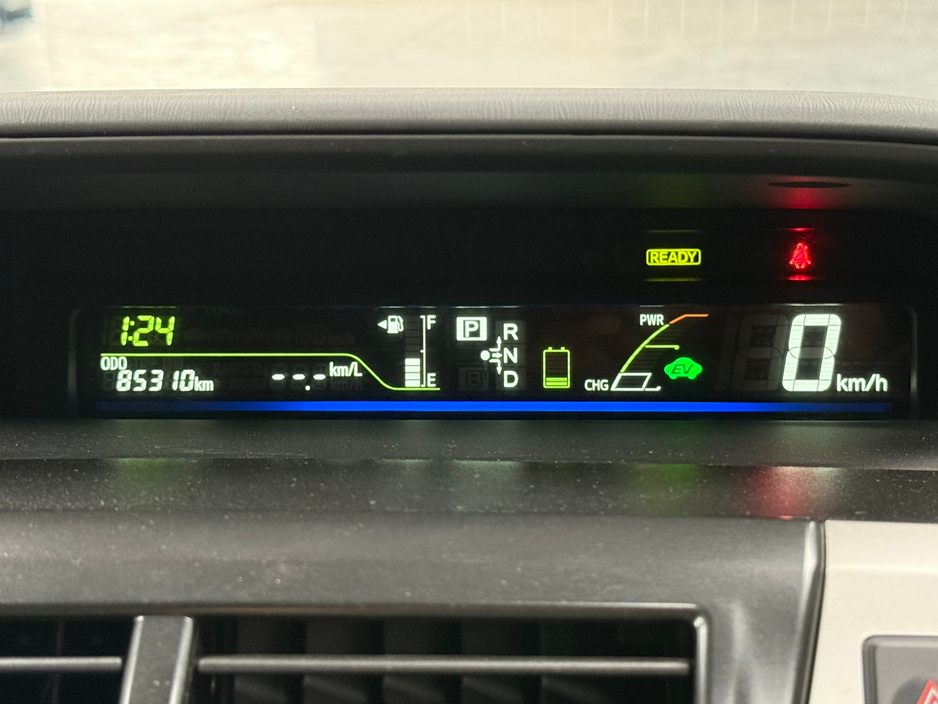 READY
1:24
F
P
R
PWR
0
ODO
N
km/L
EV
85310km
--.-
E
D
CHG
km/h